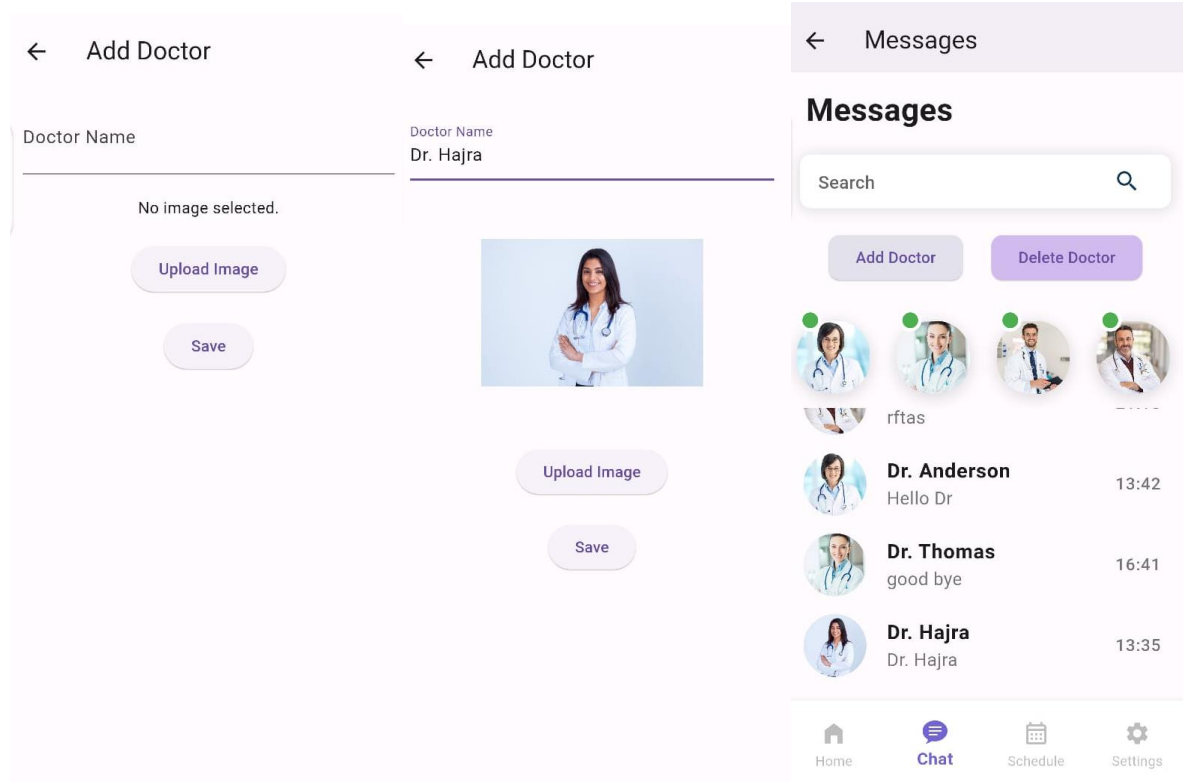 Add Doctor
Doctor Name
No image selected.
Upload Image
Save
Add Doctor
Doctor Name
Dr. Hajra
Upload Image
Save
Messages
Messages
Search
Add Doctor
Delete Doctor
rftas
Dr. Anderson
Hello Dr
13:42
Dr. Thomas
good bye
16:41
Dr. Hajra
Dr. Hajra
13:35
Home
Chat
Schedule
Settings